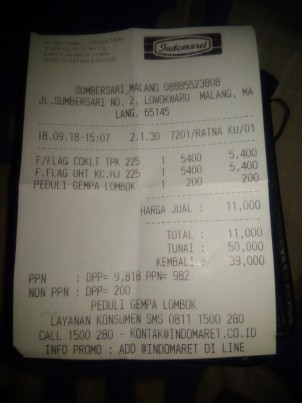 Indomaret
SUMBERSARI MALANG 08885523808
JL.SUMBERSARI NO. 2, LOWOKWARU MALANG, MA
LANG. 65145
18.09.18-15:07 2.1.30 7201/RATNA KU/01
F/FLAG COKLT TPK 225 1 5400 5,400
F.FLAG UHT KC.HJ 225 1 5400 5,400
PEDULI GEMPA LOMBOK 1 200 200
HARGA JUAL : 11,000
TOTAL : 11,000
TUNAI : 50,000
KEMBALI : 39,000
PPN : DPP= 9,818 PPN= 982
NON PPN : DPP= 200
PEDULI GEMPA LOMBOK
LAYANAN KONSUMEN SMS 0811 1500 280
CALL 1500 280 - KONTAK@INDOMARET.CO.ID
INFO PROMO : ADD @INDOMARET DI LINE